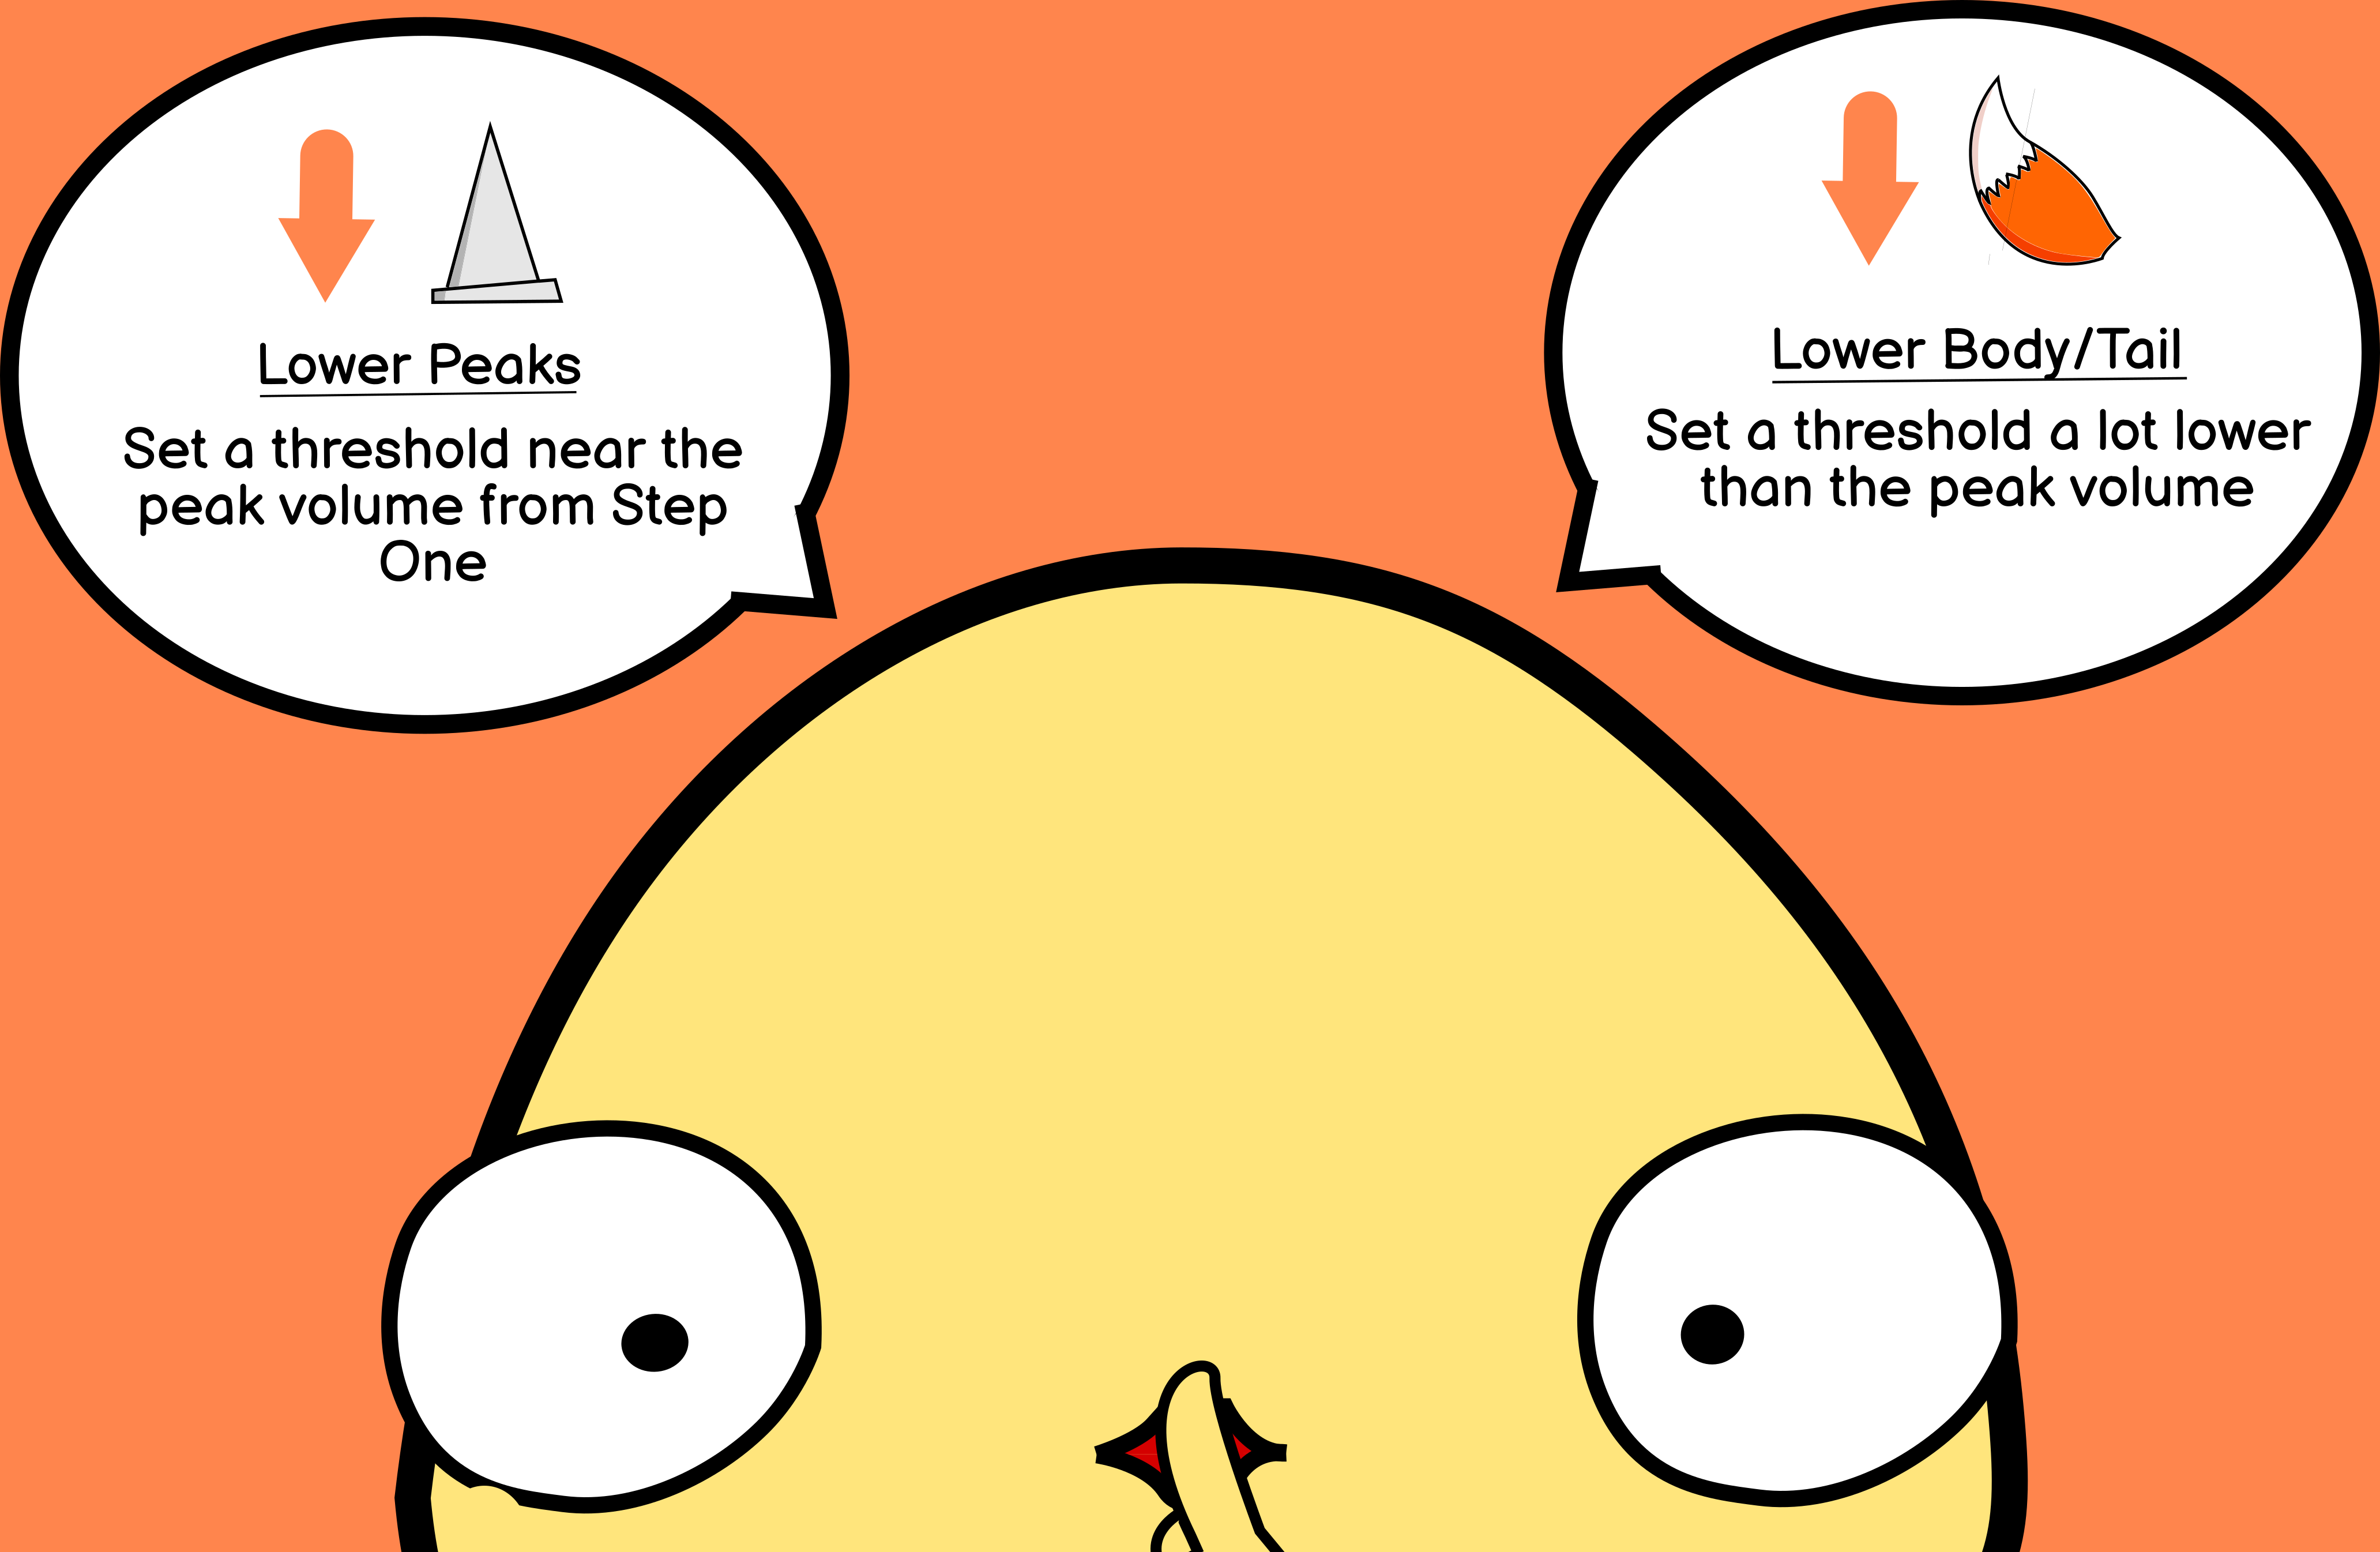 Lower Peaks
Set a threshold near the
peak volume from Step
One
Lower Body/Tail
Set a threshold a lot lower
than the peak volume